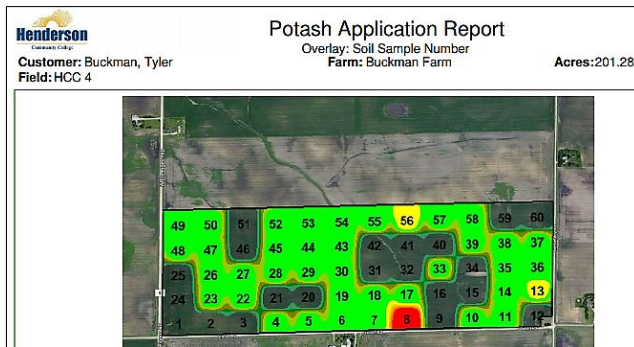 Henderson
Community College
Potash Application Report
Overlay: Soil Sample Number
Customer: Buckman, Tyler
Farm: Buckman Farm
Acres:201.28
Field: HCC 4
49 50 51 52 53 54 55 56 57 58 59 60
48 47 46 45 44 43 42 41 40 39 38 37
25 26 27 28 29 30 31 32 33 34 35 36
24 23 22 21 20 19 18 17 16 15 14 13
1 2 3 4 5 6 7 8 9 10 11 12